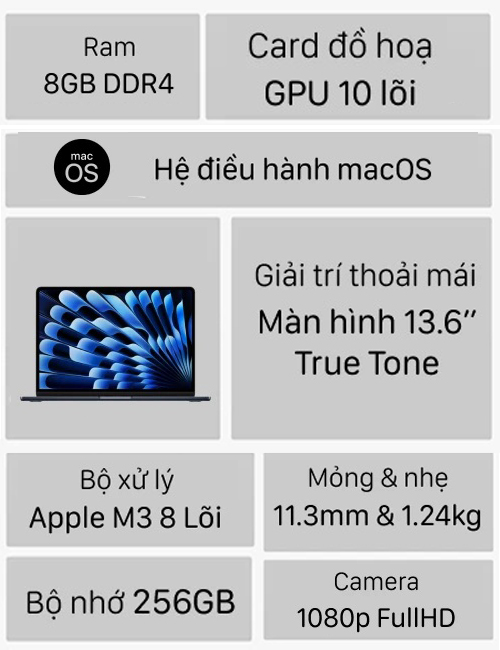 Ram
8GB DDR4
Card đồ hoạ
GPU 10 lõi
mac
OS
Hệ điều hành macOS
Giải trí thoải mái
Màn hình 13.6″
True Tone
Bộ xử lý
Apple M3 8 Lõi
Mỏng & nhẹ
11.3mm & 1.24kg
Bộ nhớ 256GB
Camera
1080p FullHD